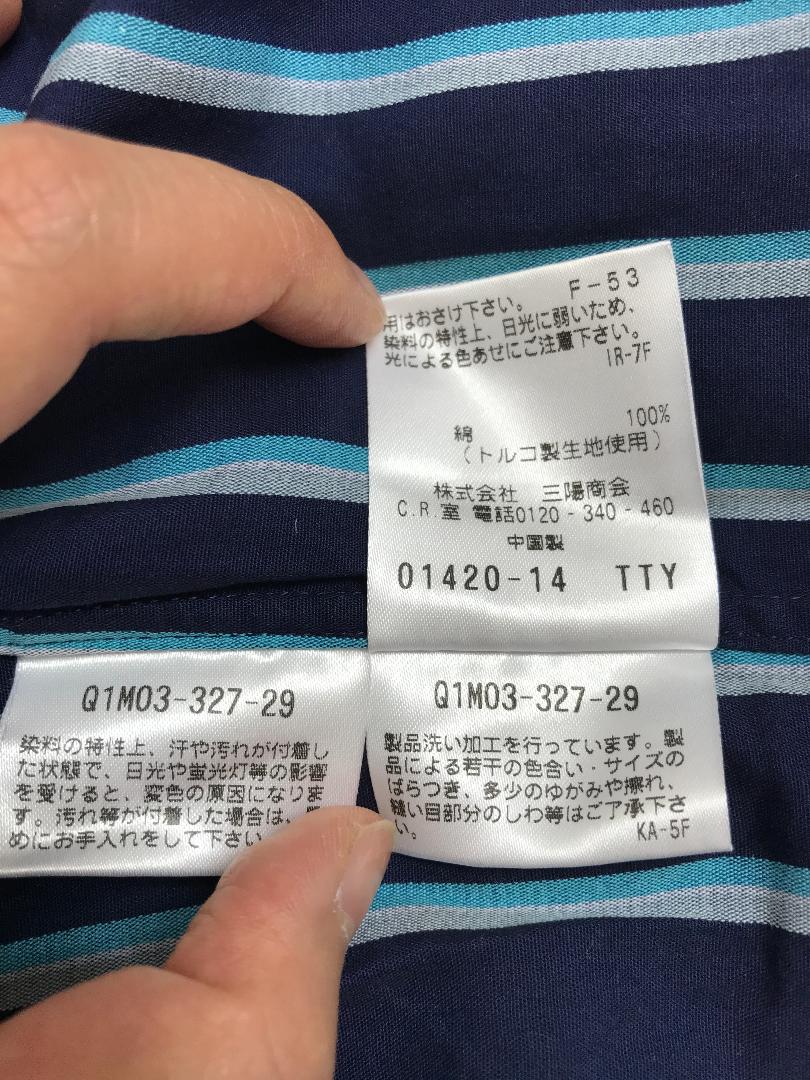 F-53
用はおさけ下さい。
染料の特性上、日光に弱いため、
光による色あせにご注意下さい。
IR-7F
綿 100%
(トルコ製生地使用)
株式会社 三陽商会
C.R.室 電話0120-340-460
中国製
01420-14 TTY
Q1M03-327-29
染料の特性上、汗や汚れが付着し
た状態で、日光や蛍光灯等の影響
を受けると、変色の原因になりま
す。汚れ等が付着した場合は、
めにお手入れをして下さい
Q1M03-327-29
製品洗い加工を行っています。製
品による若干の色合い・サイズの
ばらつき、多少のゆがみや擦れ、
縫い目部分のしわ等はご了承下さ
い。
KA-5F